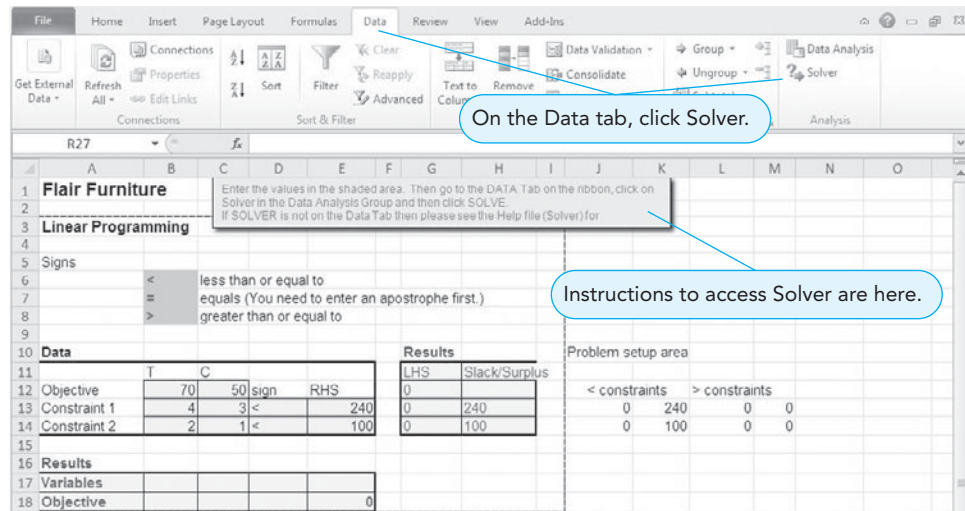 File Home Insert Page Layout Formulas Data Review View Add-Ins
Get External Data
Refresh All
Connections
Properties
Edit Links
Connections
Sort
Filter
Clear
Reapply
Advanced
Sort & Filter
Text to
Remove
Data Validation
Consolidate
Group
Ungroup
Data Analysis
Solver
Analysis
On the Data tab, click Solver.
R27 fx
A B C D E F G H I J K L M N O
Enter the values in the shaded area. Then go to the DATA Tab on the ribbon, click on
Solver in the Data Analysis Group and then click SOLVE.
If SOLVER is not on the Data Tab then please see the Help file (Solver) for
1 Flair Furniture
2
3 Linear Programming
4
5 Signs
6 < less than or equal to
7 = equals (You need to enter an apostrophe first.)
8 > greater than or equal to
Instructions to access Solver are here.
9
10 Data Results Problem setup area
11 T C LHS Slack/Surplus
12 Objective 70 50 sign RHS 0 < constraints > constraints
13 Constraint 1 4 3 < 240 0 240 0 240 0 0
14 Constraint 2 2 1 < 100 0 100 0 100 0 0
15
16 Results
17 Variables
18 Objective 0